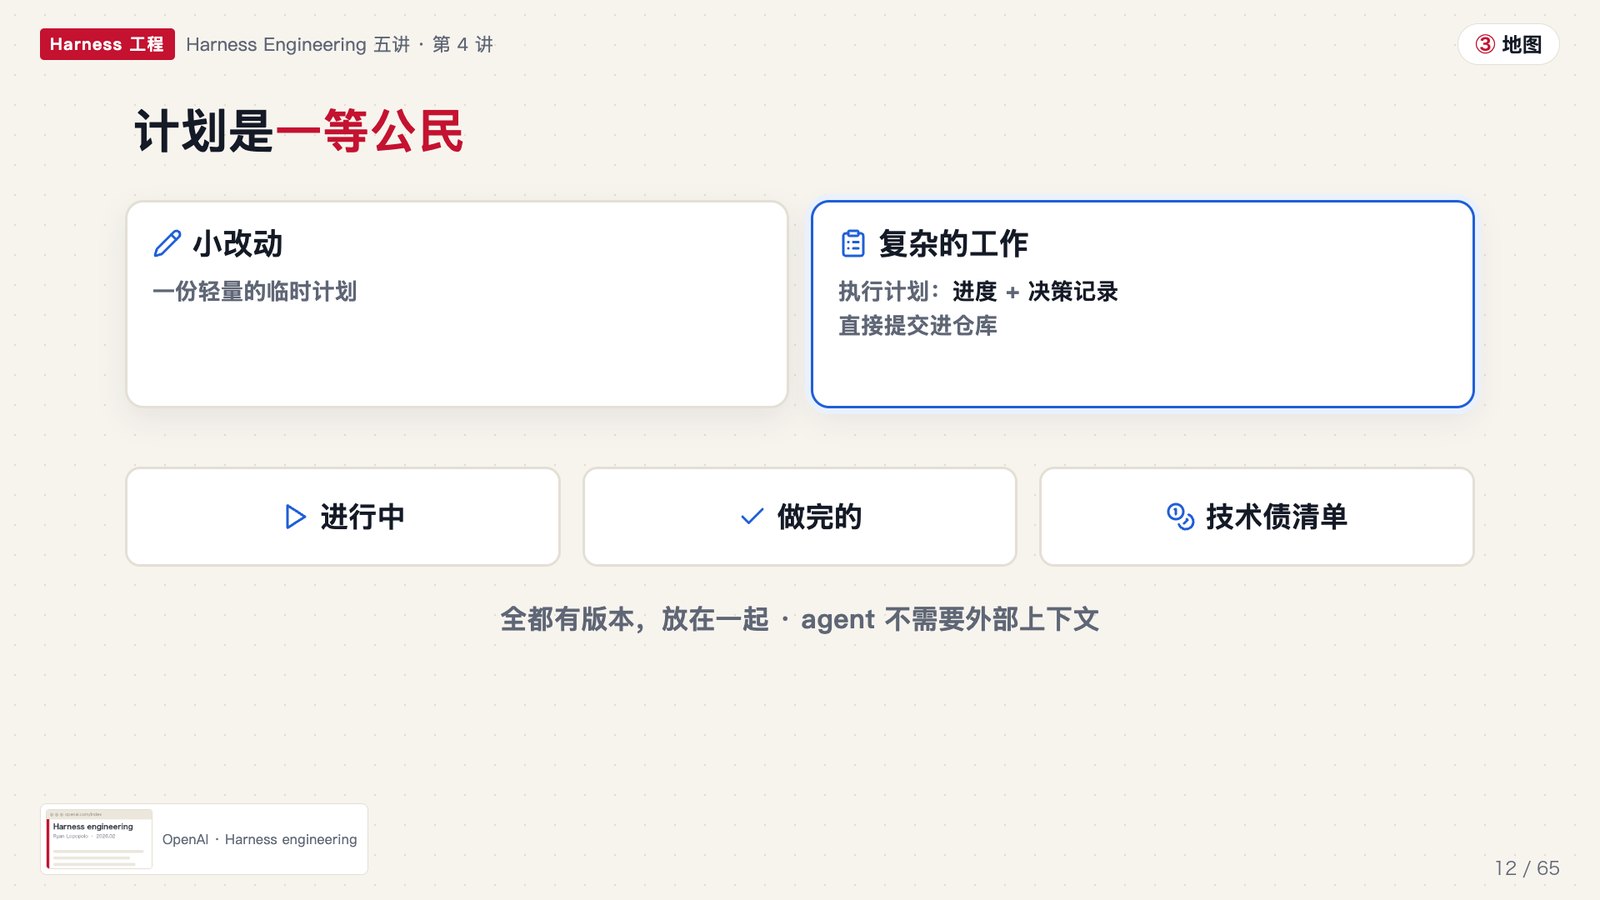 Harness 工程
Harness Engineering 五讲 · 第 4 讲
③ 地图
计划是一等公民
小改动
一份轻量的临时计划
复杂的工作
执行计划：进度 + 决策记录
直接提交进仓库
进行中
做完的
技术债清单
全都有版本，放在一起 · agent 不需要外部上下文
Harness engineering
OpenAI · Harness engineering
12 / 65